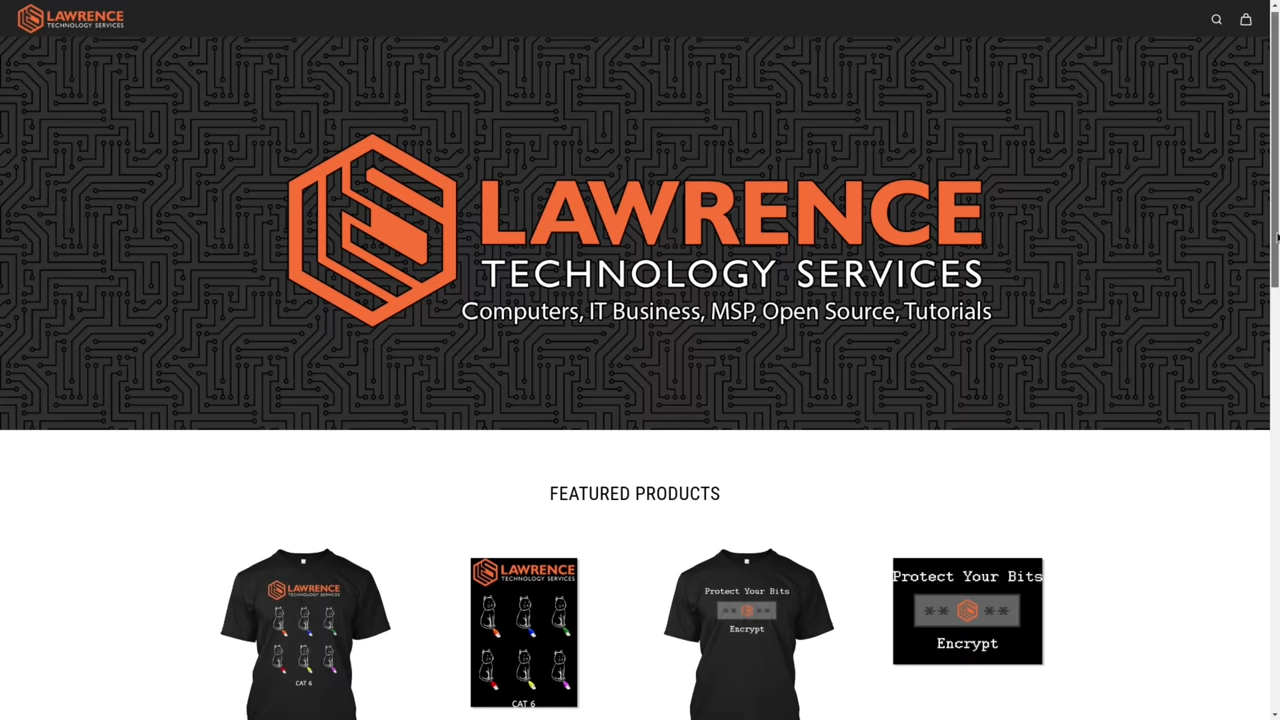 LAWRENCE
TECHNOLOGY SERVICES
LAWRENCE
TECHNOLOGY SERVICES
Computers, IT Business, MSP, Open Source, Tutorials
FEATURED PRODUCTS
LAWRENCE
TECHNOLOGY SERVICES
CAT 6
LAWRENCE
TECHNOLOGY SERVICES
CAT 6
Protect Your Bits
** **
Encrypt
Protect Your Bits
** **
Encrypt